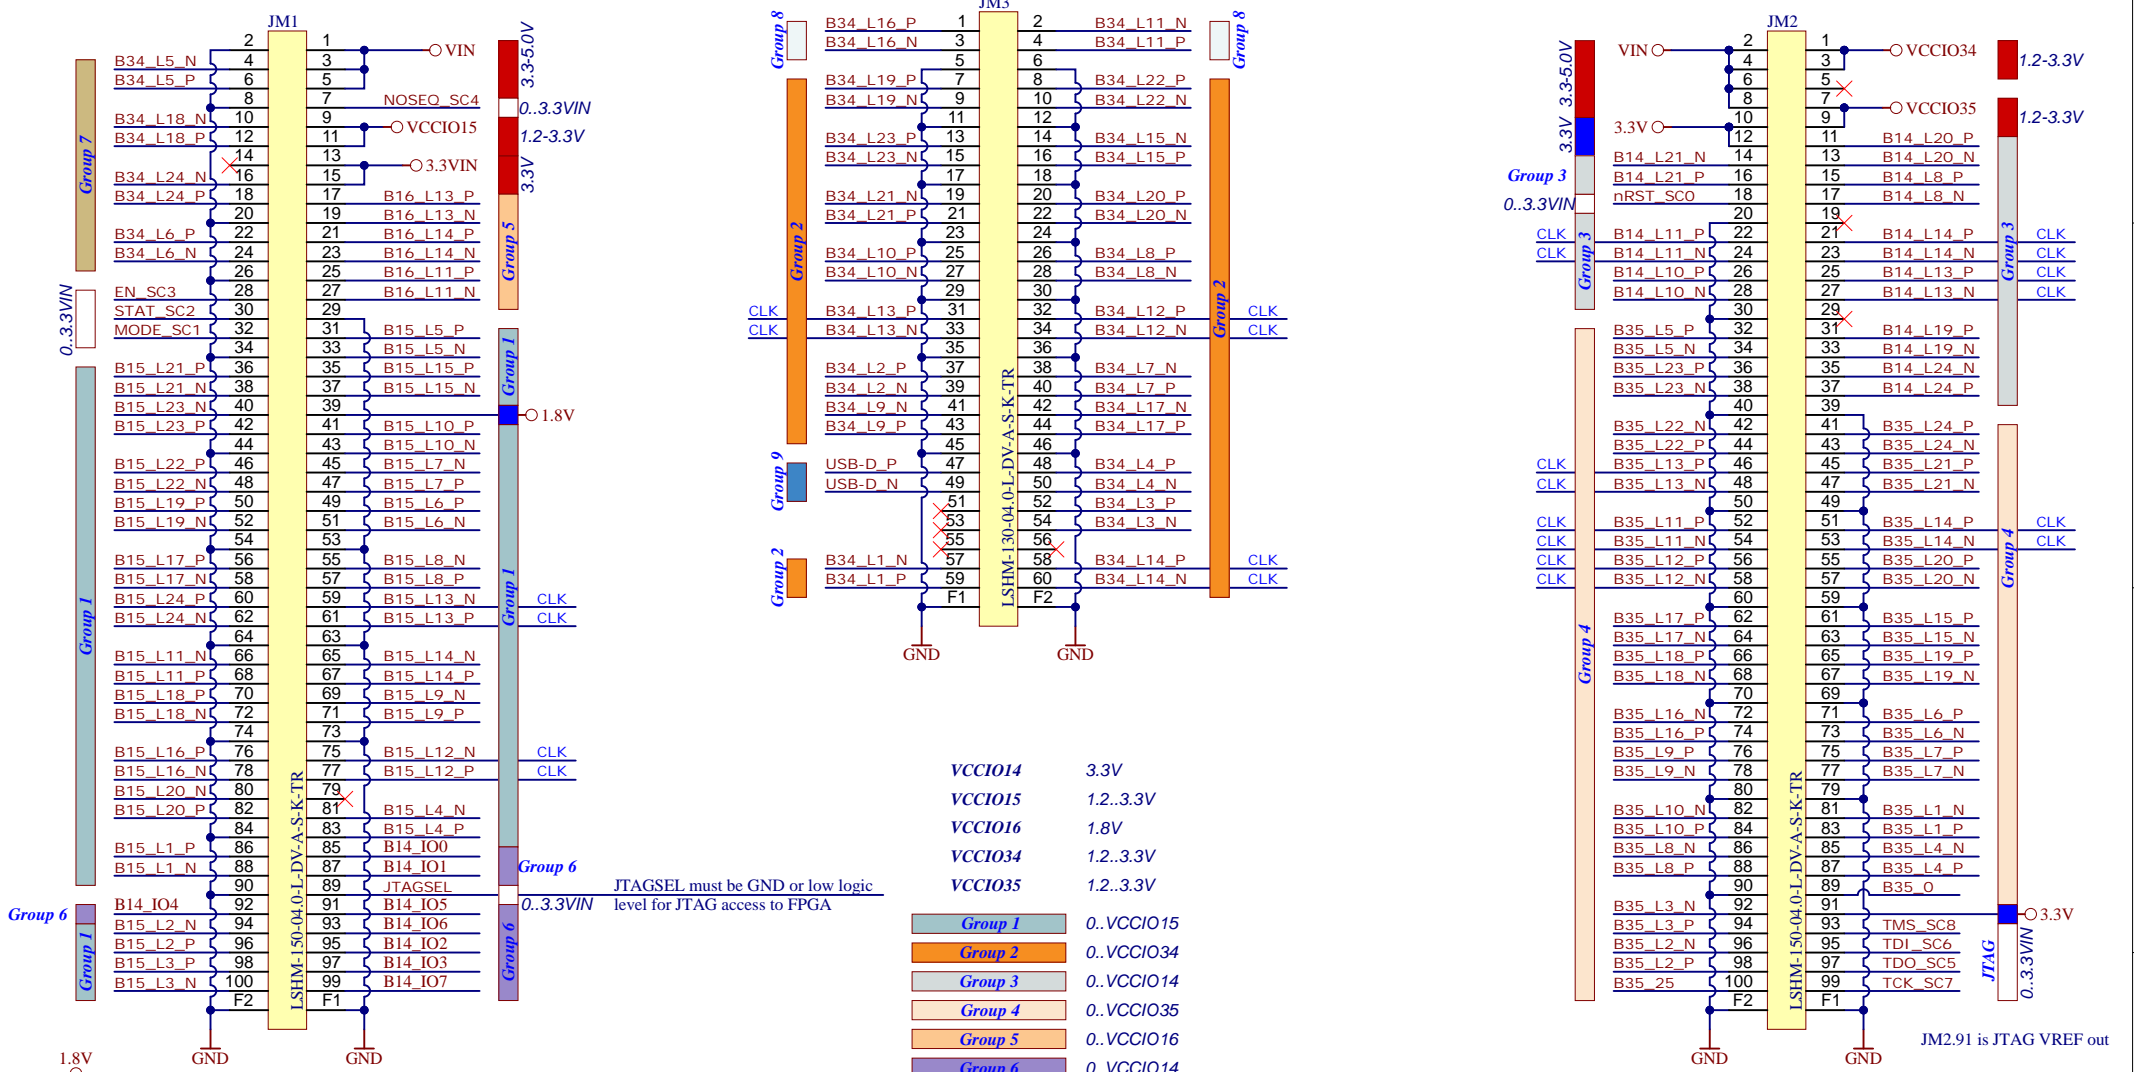 JM1
2 1 VIN
B34_L5_N 4 3
B34_L5_P 6 5
8 7 NOSEQ_SC4
B34_L18_N 10 9 VCCIO15
B34_L18_P 12 11
14 13 3.3VIN
B34_L24_N 16 15
B34_L24_P 18 17 B16_L13_P
20 19 B16_L13_N
B34_L6_P 22 21 B16_L14_P
B34_L6_N 24 23 B16_L14_N
26 25 B16_L11_P
EN_SC3 28 27 B16_L11_N
STAT_SC2 30 29
MODE_SC1 32 31 B15_L5_P
34 33 B15_L5_N
B15_L21_P 36 35 B15_L15_P
B15_L21_N 38 37 B15_L15_N
B15_L23_N 40 39 1.8V
B15_L23_P 42 41 B15_L10_P
44 43 B15_L10_N
B15_L22_P 46 45 B15_L7_N
B15_L22_N 48 47 B15_L7_P
B15_L19_P 50 49 B15_L6_P
B15_L19_N 52 51 B15_L6_N
54 53
B15_L17_P 56 55 B15_L8_N
B15_L17_N 58 57 B15_L8_P
B15_L24_P 60 59 B15_L13_N CLK
B15_L24_N 62 61 B15_L13_P CLK
64 63
B15_L11_N 66 65 B15_L14_N
B15_L11_P 68 67 B15_L14_P
B15_L18_P 70 69 B15_L9_N
B15_L18_N 72 71 B15_L9_P
74 73
B15_L16_P 76 75 B15_L12_N CLK
B15_L16_N 78 77 B15_L12_P CLK
B15_L20_N 80 79
B15_L20_P 82 81 B15_L4_N
84 83 B15_L4_P
B15_L1_P 86 85 B14_IO0
B15_L1_N 88 87 B14_IO1
90 89 JTAGSEL
B14_IO4 92 91 B14_IO5
B15_L2_N 94 93 B14_IO6
B15_L2_P 96 95 B14_IO2
B15_L3_P 98 97 B14_IO3
B15_L3_N 100 99 B14_IO7
F2 F1
GND GND
LSHM-150-04.0-L-DV-A-S-K-TR
Group 7
0..3.3VIN
Group 1
Group 6
Group 1
3.3-5.0V
0..3.3VIN
1.2-3.3V
3.3V
Group 5
Group 1
Group 1
Group 6
0..3.3VIN
Group 6
JTAGSEL must be GND or low logic
level for JTAG access to FPGA
1.8V
JM3
B34_L16_P 1 2 B34_L11_N
B34_L16_N 3 4 B34_L11_P
5 6
B34_L19_P 7 8 B34_L22_P
B34_L19_N 9 10 B34_L22_N
11 12
B34_L23_P 13 14 B34_L15_N
B34_L23_N 15 16 B34_L15_P
17 18
B34_L21_N 19 20 B34_L20_P
B34_L21_P 21 22 B34_L20_N
23 24
B34_L10_P 25 26 B34_L8_P
B34_L10_N 27 28 B34_L8_N
29 30
CLK B34_L13_P 31 32 B34_L12_P CLK
CLK B34_L13_N 33 34 B34_L12_N CLK
35 36
B34_L2_P 37 38 B34_L7_N
B34_L2_N 39 40 B34_L7_P
B34_L9_N 41 42 B34_L17_N
B34_L9_P 43 44 B34_L17_P
45 46
USB-D_P 47 48 B34_L4_P
USB-D_N 49 50 B34_L4_N
51 52 B34_L3_P
53 54 B34_L3_N
55 56
B34_L1_N 57 58 B34_L14_P CLK
B34_L1_P 59 60 B34_L14_N CLK
F1 F2
GND GND
LSHM-130-04.0-L-DV-A-S-K-TR
Group 8
Group 2
Group 9
Group 2
Group 8
Group 2
VCCIO14 3.3V
VCCIO15 1.2..3.3V
VCCIO16 1.8V
VCCIO34 1.2..3.3V
VCCIO35 1.2..3.3V
Group 1 0..VCCIO15
Group 2 0..VCCIO34
Group 3 0..VCCIO14
Group 4 0..VCCIO35
Group 5 0..VCCIO16
Group 6 0..VCCIO14
JM2
VIN 2 1 VCCIO34
4 3
6 5
8 7 VCCIO35
3.3V 10 9
12 11 B14_L20_P
B14_L21_N 14 13 B14_L20_N
B14_L21_P 16 15 B14_L8_P
nRST_SC0 18 17 B14_L8_N
20 19
CLK B14_L11_P 22 21 B14_L14_P CLK
CLK B14_L11_N 24 23 B14_L14_N CLK
B14_L10_P 26 25 B14_L13_P CLK
B14_L10_N 28 27 B14_L13_N CLK
30 29
B35_L5_P 32 31 B14_L19_P
B35_L5_N 34 33 B14_L19_N
B35_L23_P 36 35 B14_L24_N
B35_L23_N 38 37 B14_L24_P
40 39
B35_L22_N 42 41 B35_L24_P
B35_L22_P 44 43 B35_L24_N
CLK B35_L13_P 46 45 B35_L21_P
CLK B35_L13_N 48 47 B35_L21_N
50 49
CLK B35_L11_P 52 51 B35_L14_P CLK
CLK B35_L11_N 54 53 B35_L14_N CLK
CLK B35_L12_P 56 55 B35_L20_P
CLK B35_L12_N 58 57 B35_L20_N
60 59
B35_L17_P 62 61 B35_L15_P
B35_L17_N 64 63 B35_L15_N
B35_L18_P 66 65 B35_L19_P
B35_L18_N 68 67 B35_L19_N
70 69
B35_L16_N 72 71 B35_L6_P
B35_L16_P 74 73 B35_L6_N
B35_L9_P 76 75 B35_L7_P
B35_L9_N 78 77 B35_L7_N
80 79
B35_L10_N 82 81 B35_L1_N
B35_L10_P 84 83 B35_L1_P
B35_L8_N 86 85 B35_L4_N
B35_L8_P 88 87 B35_L4_P
90 89 B35_0
B35_L3_N 92 91 3.3V
B35_L3_P 94 93 TMS_SC8
B35_L2_N 96 95 TDI_SC6
B35_L2_P 98 97 TDO_SC5
B35_25 100 99 TCK_SC7
F2 F1
GND GND
LSHM-150-04.0-L-DV-A-S-K-TR
3.3-5.0V
3.3V
Group 3
0..3.3VIN
Group 3
Group 4
1.2-3.3V
1.2-3.3V
Group 3
Group 4
JTAG
0..3.3VIN
JM2.91 is JTAG VREF out